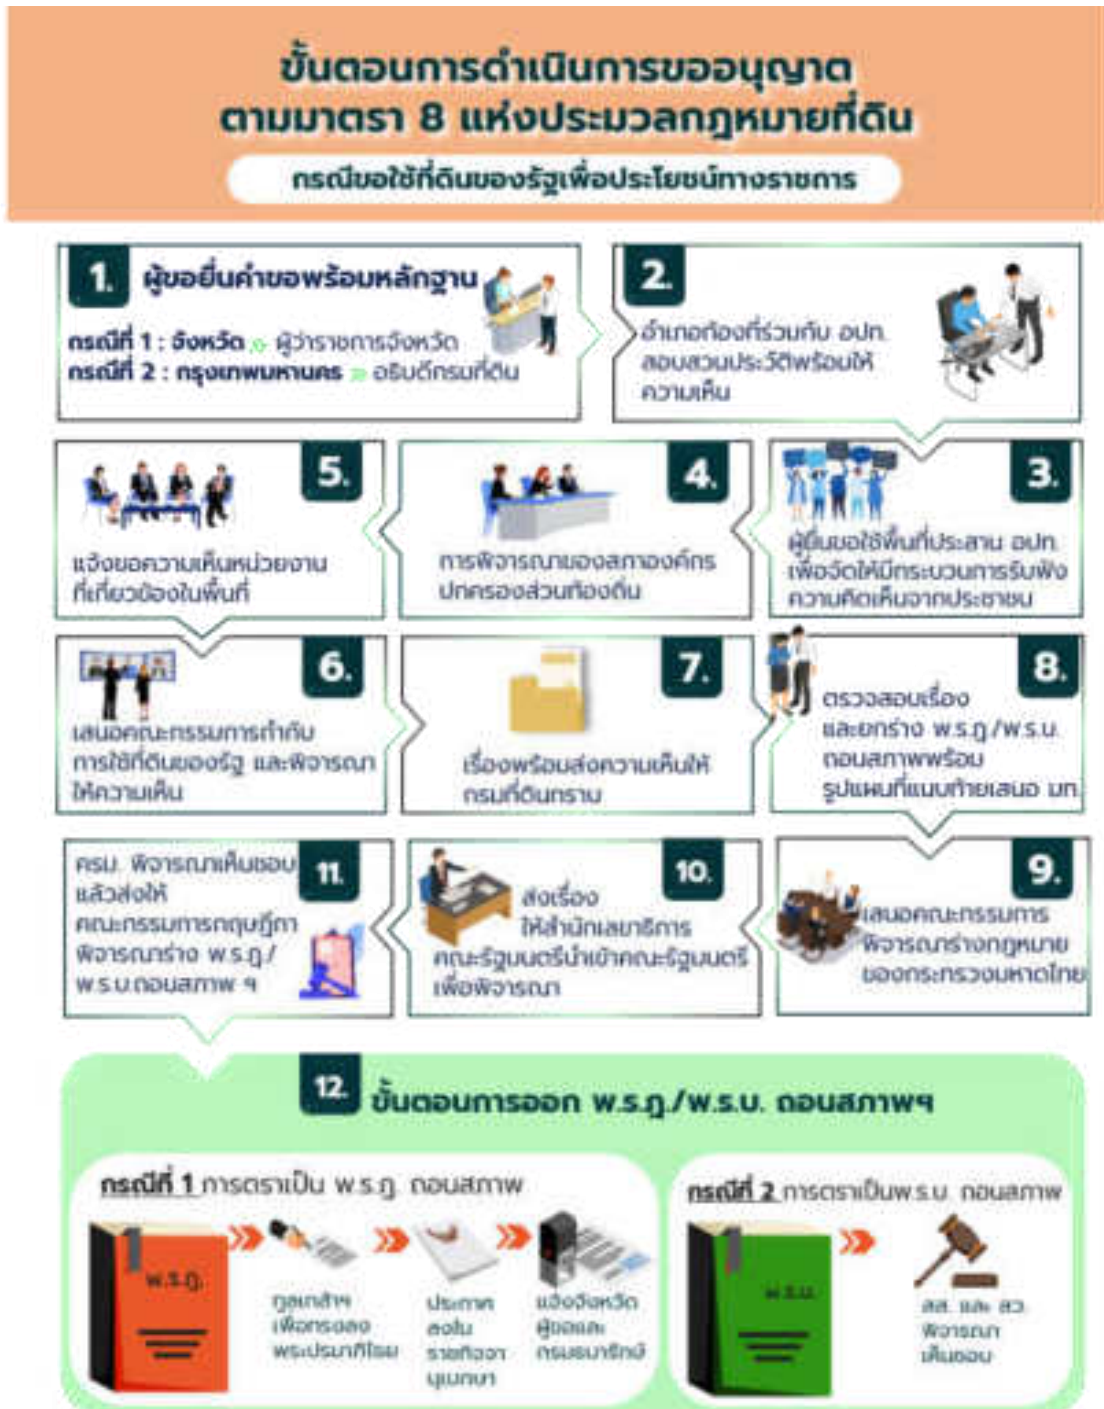 ขั้นตอนการดำเนินการขออนุญาต
ตามมาตรา 8 แห่งประมวลกฎหมายที่ดิน
กรณีขอใช้ที่ดินของรัฐเพื่อประโยชน์ทางราชการ
1. ผู้ขอยื่นคำขอพร้อมหลักฐาน
กรณีที่ 1 : จังหวัด » ผู้ว่าราชการจังหวัด
กรณีที่ 2 : กรุงเทพมหานคร » อธิบดีกรมที่ดิน
2.
อำเภอท้องที่ร่วมกับ อปท.
สอบสวนประวัติพร้อมให้
ความเห็น
3.
ผู้ยื่นขอใช้พื้นที่ประสาน อปท.
เพื่อจัดให้มีกระบวนการรับฟัง
ความคิดเห็นจากประชาชน
4.
การพิจารณาของสภาองค์กร
ปกครองส่วนท้องถิ่น
5.
แจ้งขอความเห็นหน่วยงาน
ที่เกี่ยวข้องในพื้นที่
6.
เสนอคณะกรรมการกำกับ
การใช้ที่ดินของรัฐ และพิจารณา
ให้ความเห็น
7.
เรื่องพร้อมส่งความเห็นให้
กรมที่ดินทราบ
8.
ตรวจสอบเรื่อง
และยกร่าง พ.ร.ฎ./พ.ร.บ.
ถอนสภาพพร้อม
รูปแผนที่แนบท้ายเสนอ มท.
9.
เสนอคณะกรรมการ
พิจารณาร่างกฎหมาย
ของกระทรวงมหาดไทย
10.
ส่งเรื่อง
ให้สำนักเลขาธิการ
คณะรัฐมนตรีนำเข้าคณะรัฐมนตรี
เพื่อพิจารณา
11.
ครม. พิจารณาเห็นชอบ
แล้วส่งให้
คณะกรรมการกฤษฎีกา
พิจารณาร่าง พ.ร.ฎ./
พ.ร.บ.ถอนสภาพ ฯ
12. ขั้นตอนการออก พ.ร.ฎ./พ.ร.บ. ถอนสภาพฯ
กรณีที่ 1 การตราเป็น พ.ร.ฎ. ถอนสภาพ
พ.ร.ฎ.
ทูลเกล้าฯ
เพื่อทรงลง
พระปรมาภิไธย
ประกาศ
ลงใน
ราชกิจจา
นุเบกษา
แจ้งจังหวัด
ผู้ขอและ
กรมธนารักษ์
กรณีที่ 2 การตราเป็นพ.ร.บ. ถอนสภาพ
พ.ร.บ.
สส. และ สว.
พิจารณา
เห็นชอบ